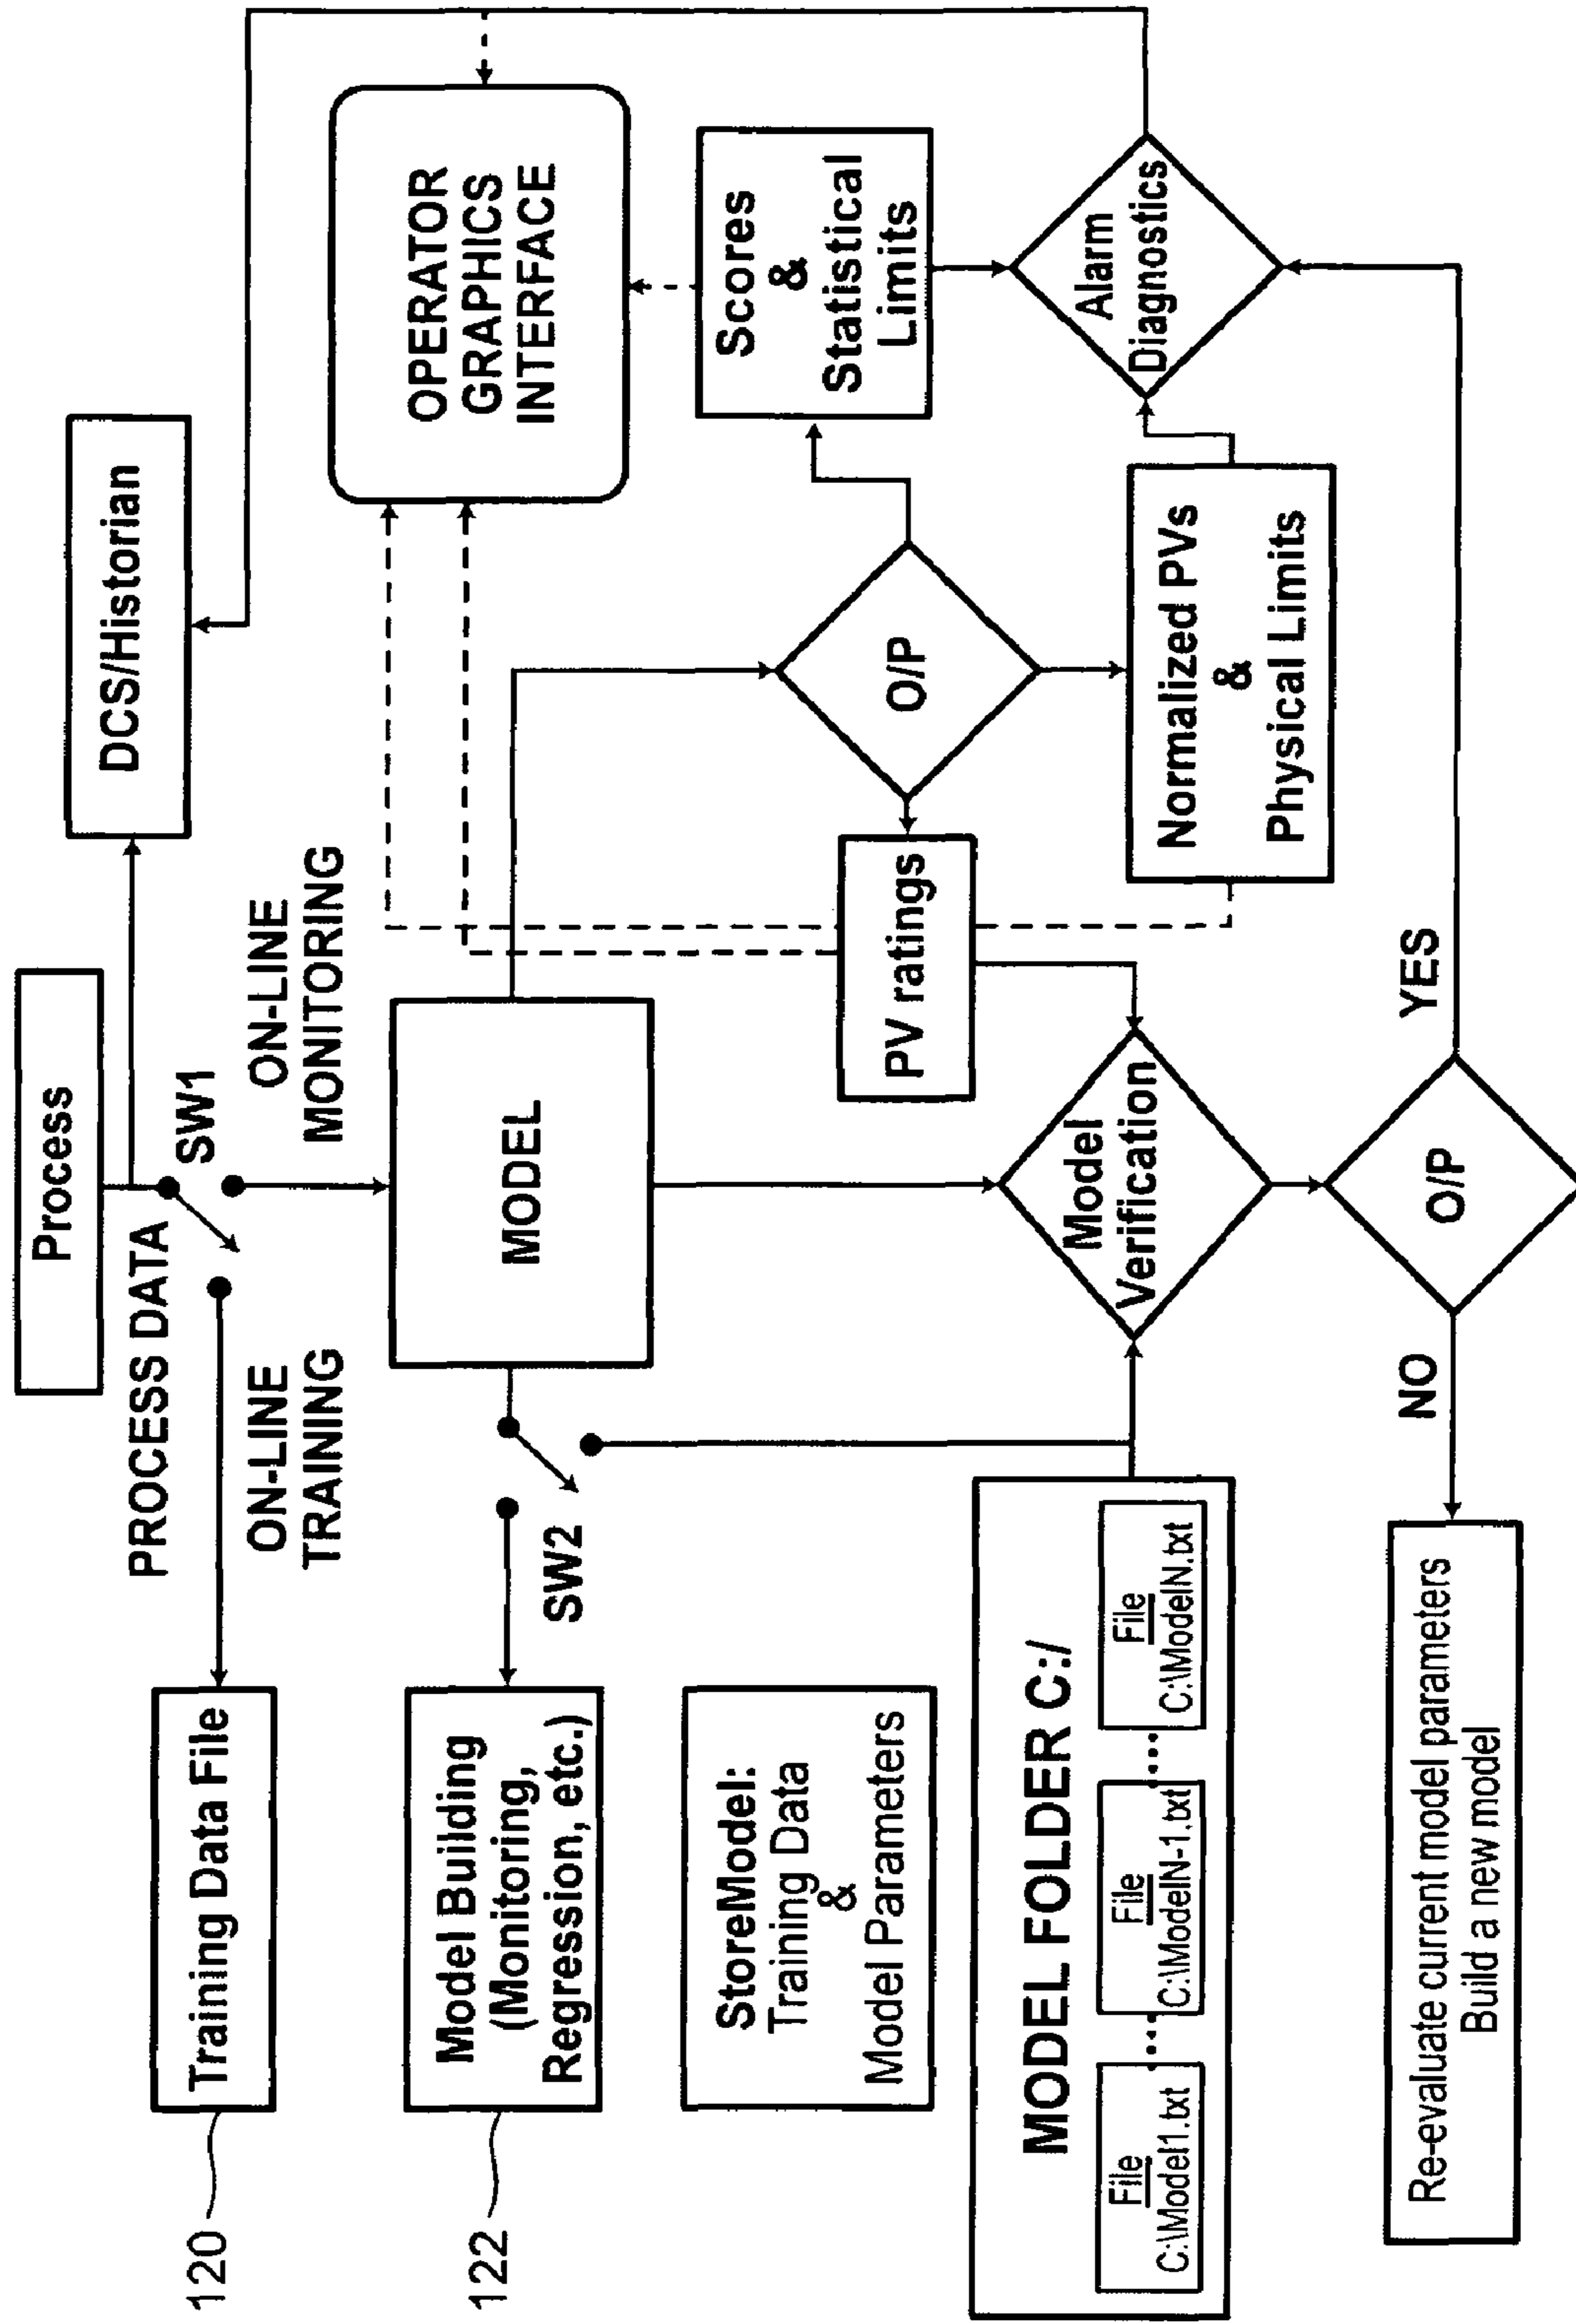 Process
DCS/Historian
PROCESS DATA
SW1
ON-LINE
TRAINING
ON-LINE
MONITORING
120
Training Data File
122
Model Building
(Monitoring,
Regression, etc.)
SW2
MODEL
OPERATOR
GRAPHICS
INTERFACE
StoreModel:
Training Data
&
Model Parameters
O/P
Scores
&
Statistical
Limits
PV ratings
MODEL FOLDER C:/
File
C:\Model1.txt
....
File
C:\ModelN-1.txt
....
File
C:\ModelN.txt
Model
Verification
Normalized PVs
&
Physical Limits
Alarm
Diagnostics
NO
O/P
YES
Re-evaluate current model parameters
Build a new model